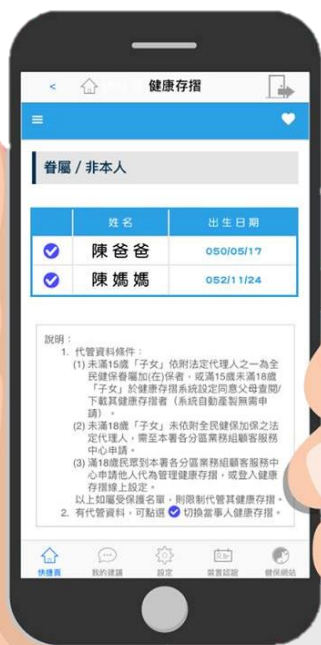 健康存摺
眷屬 / 非本人
姓名 出生日期
陳爸爸 050/05/17
陳媽媽 052/11/24
說明：
1. 代管資料條件：
(1) 未滿15歲「子女」依附法定代理人之一為全
民健保眷屬加(在)保者，或滿15歲未滿18歲
「子女」於健康存摺系統設定同意父母查閱/
下載其健康存摺者（系統自動產製無需申
請）。
(2) 未滿18歲「子女」未依附全民健保加保之法
定代理人，需至本署各分區業務組顧客服務
中心申請。
(3) 滿18歲民眾到本署各分區業務組顧客服務中
心申請他人代為管理健康存摺，或登入健康
存摺線上設定。
以上如屬受保護名單，則限制代管其健康存摺。
2. 有代管資料，可點選 切換當事人健康存摺。
快捷頁 我的建議 設定 裝置認證 健保網站